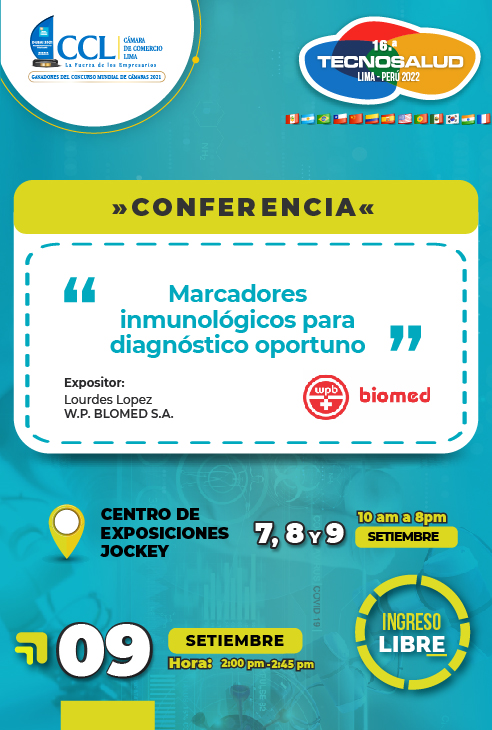 CCL
CÁMARA
DE COMERCIO
LIMA
La Fuerza de los Empresarios
GANADORES DEL CONCURSO MUNDIAL DE CÁMARAS 2021
16.ª
TECNOSALUD
LIMA - PERÚ 2022
»CONFERENCIA«
“ Marcadores
inmunológicos para
diagnóstico oportuno ”
Expositor:
Lourdes Lopez
W.P. BLOMED S.A.
wpb
biomed
CENTRO DE
EXPOSICIONES
JOCKEY
7, 8 Y 9
10 am a 8pm
SETIEMBRE
COVID 19
INGRESO
LIBRE
09
SETIEMBRE
Hora: 2:00 pm -2:45 pm